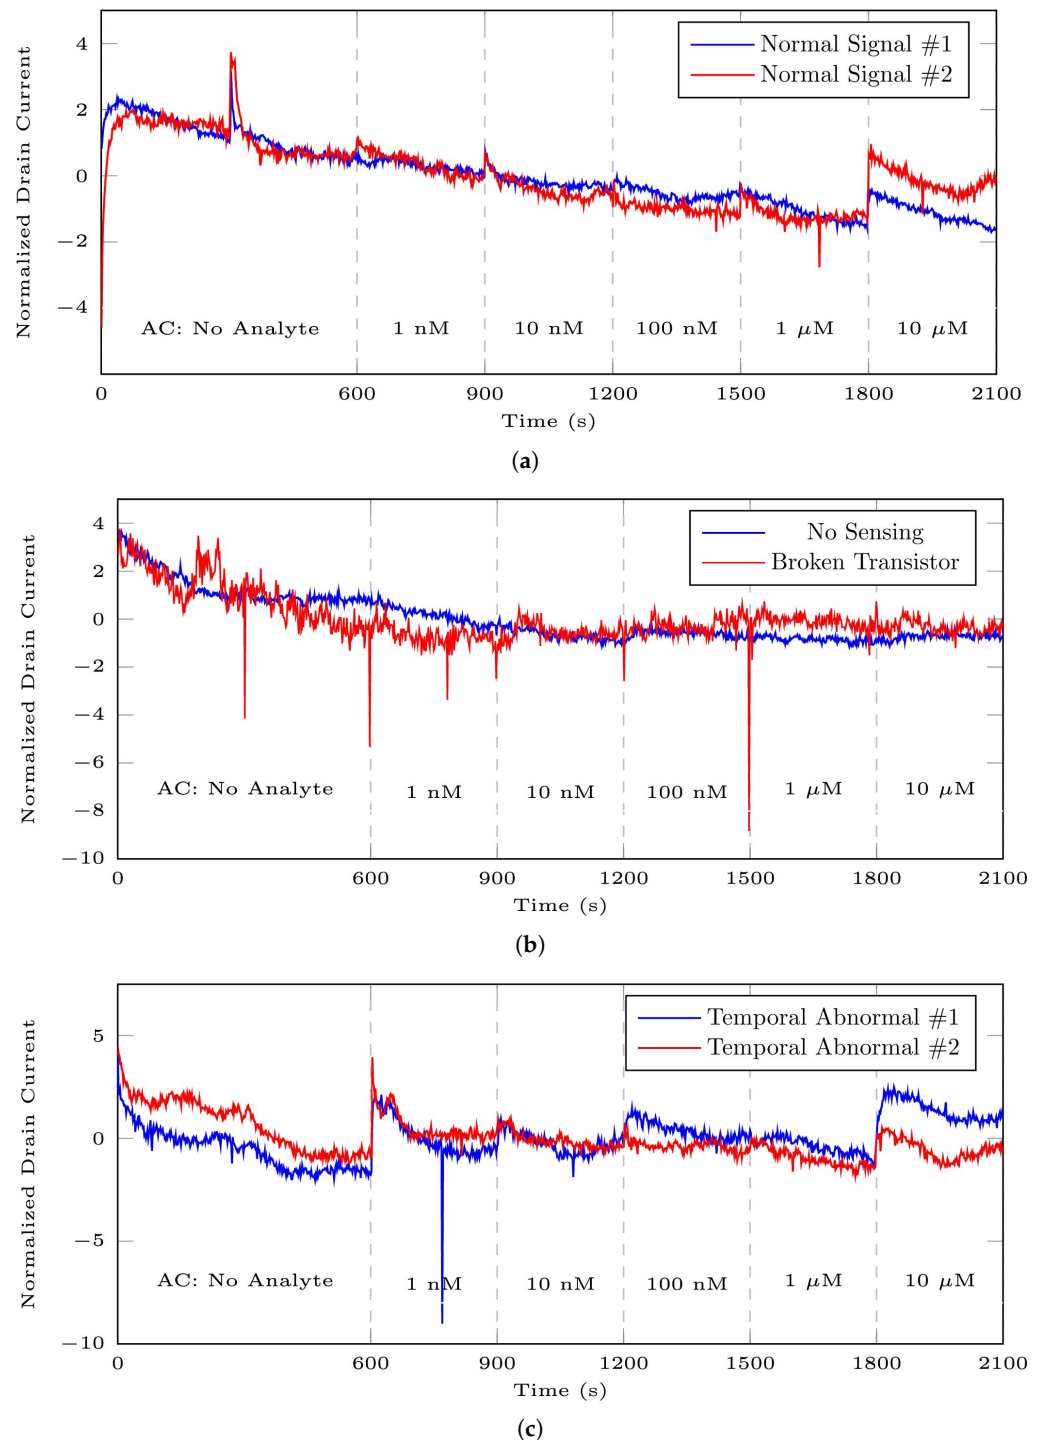 Normal Signal #1
Normal Signal #2
Normalized Drain Current
4
2
0
−2
−4
AC: No Analyte 1 nM 10 nM 100 nM 1 μM 10 μM
0 600 900 1200 1500 1800 2100
Time (s)
(a)
No Sensing
Broken Transistor
Normalized Drain Current
4
2
0
−2
−4
−6
−8
−10
AC: No Analyte 1 nM 10 nM 100 nM 1 μM 10 μM
0 600 900 1200 1500 1800 2100
Time (s)
(b)
Temporal Abnormal #1
Temporal Abnormal #2
Normalized Drain Current
5
0
−5
−10
AC: No Analyte 1 nM 10 nM 100 nM 1 μM 10 μM
0 600 900 1200 1500 1800 2100
Time (s)
(c)